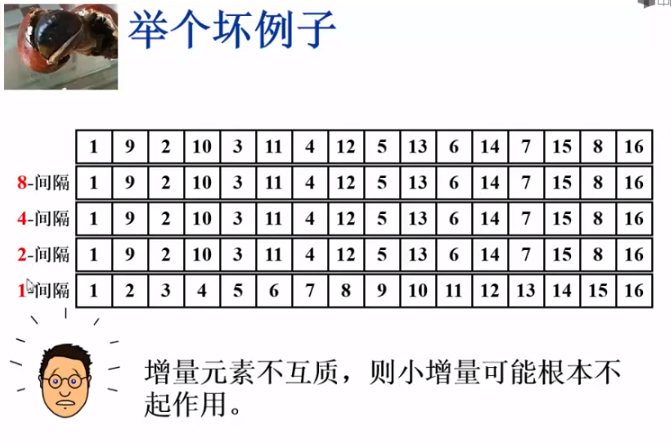 举个坏例子
1 9 2 10 3 11 4 12 5 13 6 14 7 15 8 16
8-间隔 1 9 2 10 3 11 4 12 5 13 6 14 7 15 8 16
4-间隔 1 9 2 10 3 11 4 12 5 13 6 14 7 15 8 16
2-间隔 1 9 2 10 3 11 4 12 5 13 6 14 7 15 8 16
1-间隔 1 2 3 4 5 6 7 8 9 10 11 12 13 14 15 16
增量元素不互质，则小增量可能根本不
起作用。